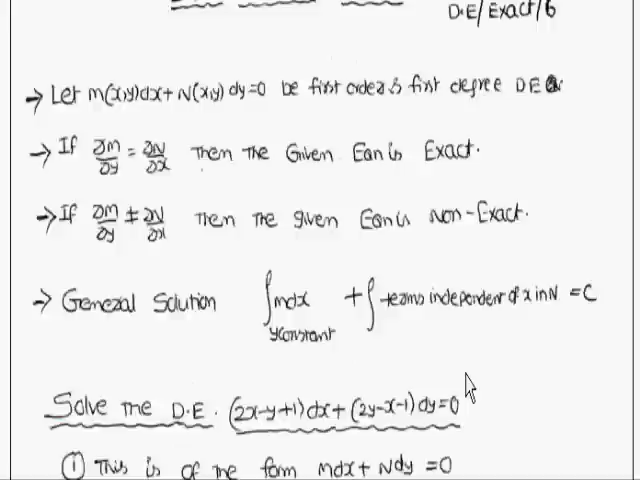 D.E/Exact/6
→ Let M(x,y)dx + N(x,y)dy=0 be first order & first degree DE
→ If ∂M/∂y = ∂N/∂x Then The Given Eqn is Exact.
→ If ∂M/∂y ≠ ∂N/∂x Then the given Eqn is Non-Exact.
→ General Solution ∫ mdx + ∫ terms independent of x in N = C
y constant
Solve The D.E. (2x-y+1)dx + (2y-x-1)dy=0
① This is of the form Mdx + Ndy =0